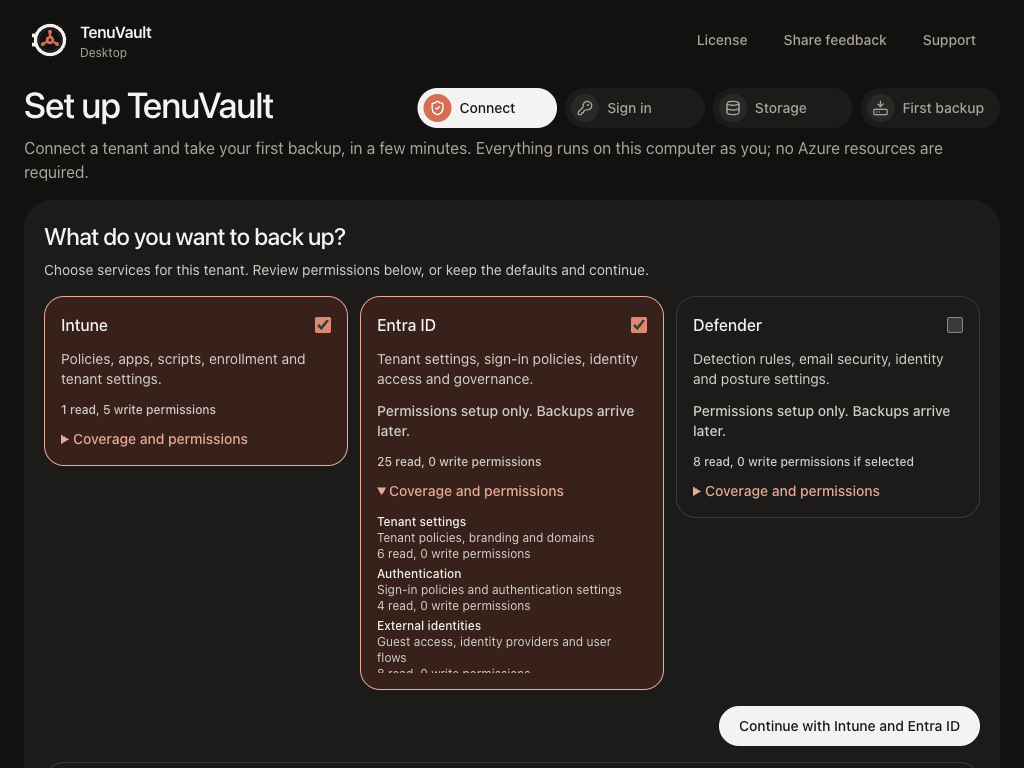 TenuVault
Desktop
License
Share feedback
Support
Set up TenuVault
Connect
Sign in
Storage
First backup
Connect a tenant and take your first backup, in a few minutes. Everything runs on this computer as you; no Azure resources are
required.
What do you want to back up?
Choose services for this tenant. Review permissions below, or keep the defaults and continue.
Intune
Policies, apps, scripts, enrollment and
tenant settings.
1 read, 5 write permissions
Coverage and permissions
Entra ID
Tenant settings, sign-in policies, identity
access and governance.
Permissions setup only. Backups arrive
later.
25 read, 0 write permissions
Coverage and permissions
Tenant settings
Tenant policies, branding and domains
6 read, 0 write permissions
Authentication
Sign-in policies and authentication settings
4 read, 0 write permissions
External identities
Guest access, identity providers and user
flows
8 read, 0 write permissions
Defender
Detection rules, email security, identity
and posture settings.
Permissions setup only. Backups arrive
later.
8 read, 0 write permissions if selected
Coverage and permissions
Continue with Intune and Entra ID